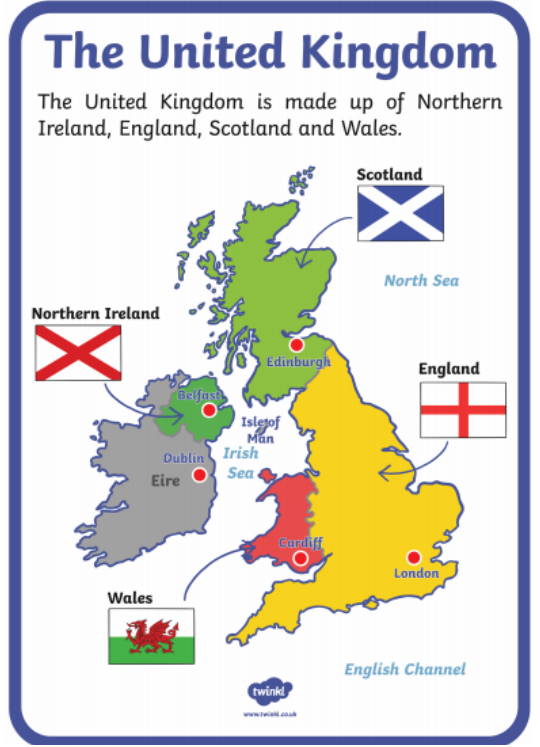 The United Kingdom
The United Kingdom is made up of Northern
Ireland, England, Scotland and Wales.
Scotland
North Sea
Northern Ireland
Edinburgh
England
Belfast
Isle of
Man
Irish
Sea
Dublin
Eire
Cardiff
London
Wales
English Channel
twinkl
www.twinkl.co.uk